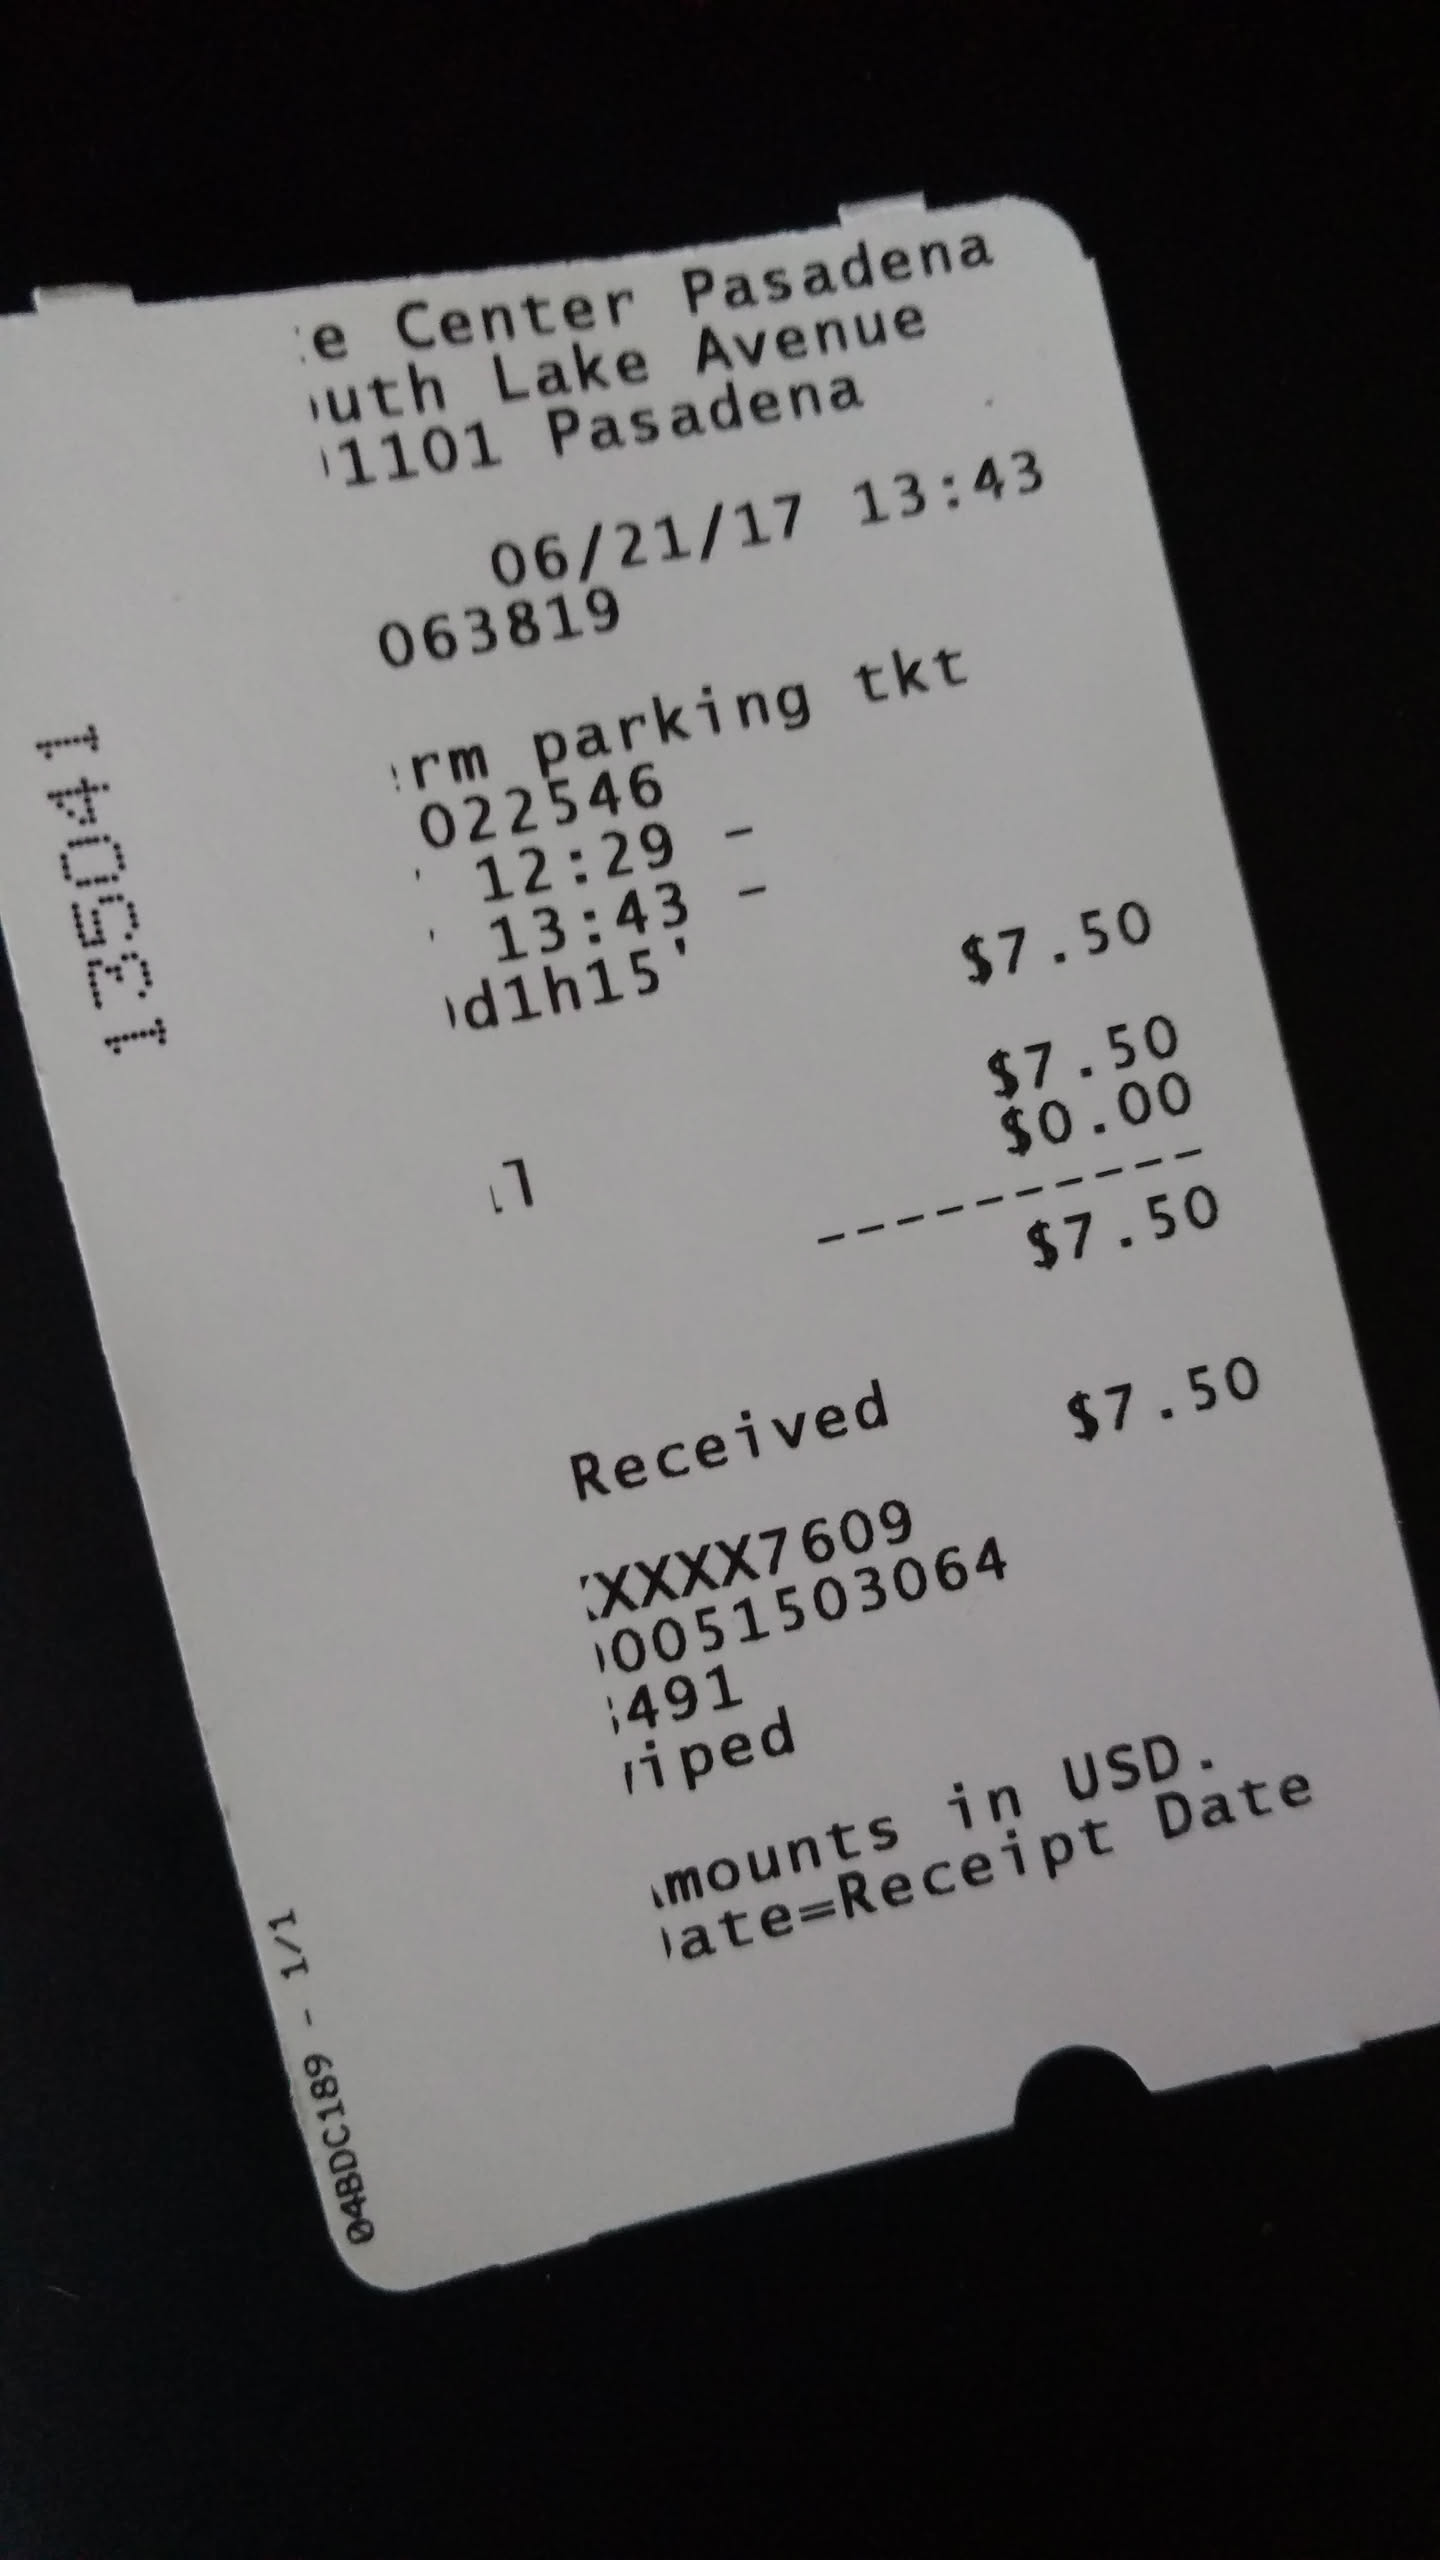 e Center Pasadena
uth Lake Avenue
1101 Pasadena
06/21/17 13:43
063819
rm parking tkt
022546
12:29 -
13:43 -
d1h15' $7.50
$7.50
$0.00
----------
$7.50
Received $7.50
XXXX7609
0051503064
491
iped
mounts in USD.
ate=Receipt Date
135041
04BDC189 - 1/1